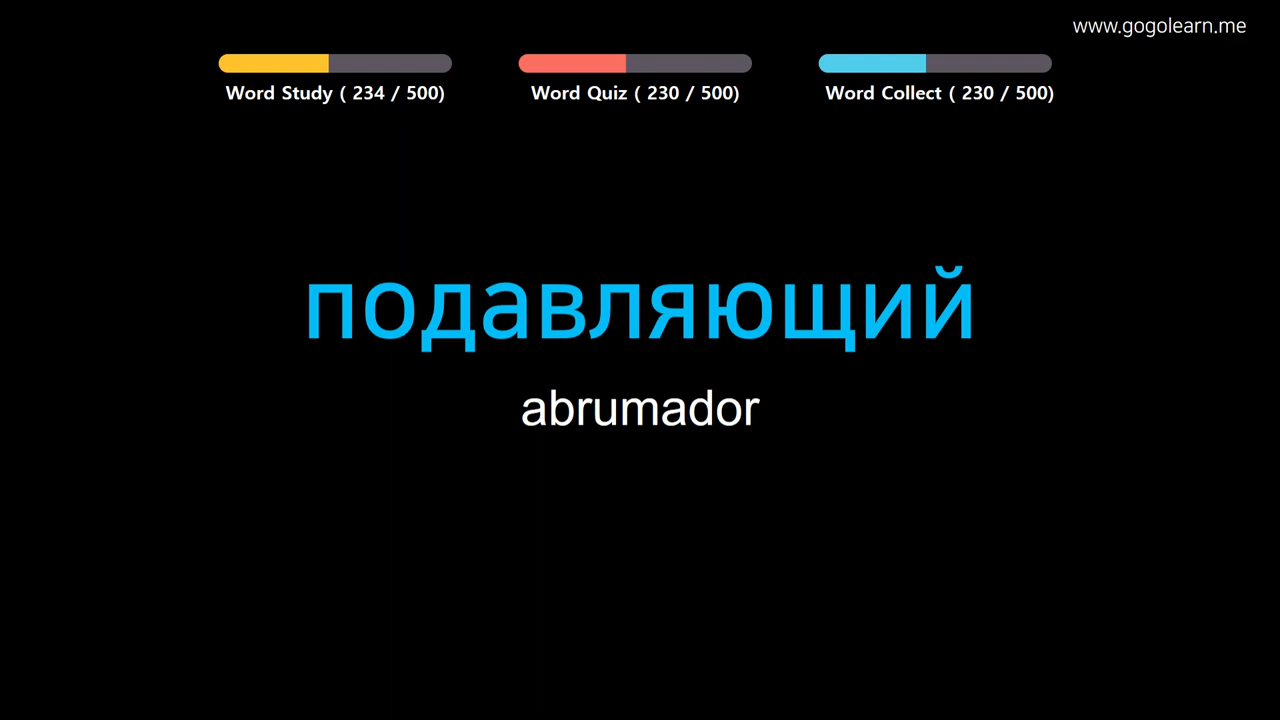 www.gogolearn.me
Word Study ( 234 / 500)
Word Quiz ( 230 / 500)
Word Collect ( 230 / 500)
подавляющий
abrumador